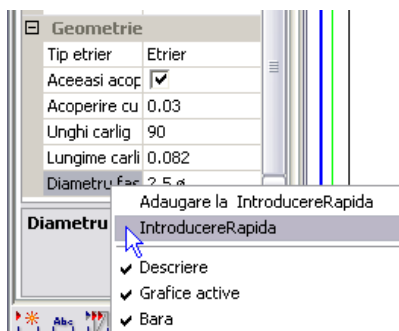 Geometrie
Tip etrier Etrier
Aceeasi acop
Acoperire cu 0.03
Unghi carlig 90
Lungime carli 0.082
Diametru fas 2.5 ø
Adaugare la IntroducereRapida
Diametru IntroducereRapida
Descriere
Grafice active
Abc Bara